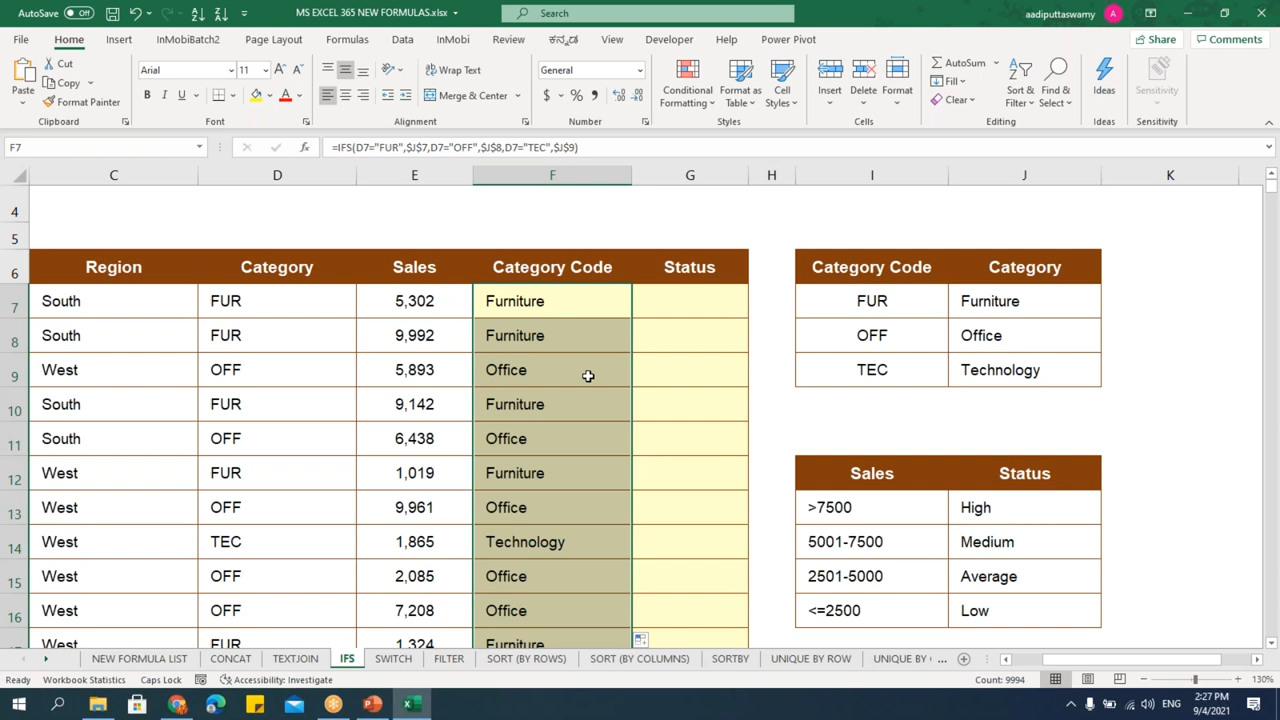 AutoSave Off MS EXCEL 365 NEW FORMULAS.xlsx Search aadiputtaswamy A
File Home Insert InMobiBatch2 Page Layout Formulas Data InMobi Review ಕನ್ನಡ View Developer Help Power Pivot Share Comments
Paste Cut Copy Format Painter Clipboard
Arial 11 B I U A Font
Wrap Text Merge & Center Alignment
General $ % Number
Conditional Formatting Format as Table Cell Styles Styles
Insert Delete Format Cells
AutoSum Fill Clear Sort & Filter Find & Select Editing
Ideas Ideas
Sensitivity Sensitivity
F7 fx =IFS(D7="FUR",$J$7,D7="OFF",$J$8,D7="TEC",$J$9)
C D E F G H I J K
4
5
6 Region Category Sales Category Code Status Category Code Category
7 South FUR 5,302 Furniture FUR Furniture
8 South FUR 9,992 Furniture OFF Office
9 West OFF 5,893 Office TEC Technology
10 South FUR 9,142 Furniture
11 South OFF 6,438 Office
12 West FUR 1,019 Furniture Sales Status
13 West OFF 9,961 Office >7500 High
14 West TEC 1,865 Technology 5001-7500 Medium
15 West OFF 2,085 Office 2501-5000 Average
16 West OFF 7,208 Office <=2500 Low
West FUR 1,324 Furniture
NEW FORMULA LIST CONCAT TEXTJOIN IFS SWITCH FILTER SORT (BY ROWS) SORT (BY COLUMNS) SORTBY UNIQUE BY ROW UNIQUE BY ...
Ready Workbook Statistics Caps Lock Accessibility: Investigate Count: 9994 130%
ENG 2:27 PM
9/4/2021